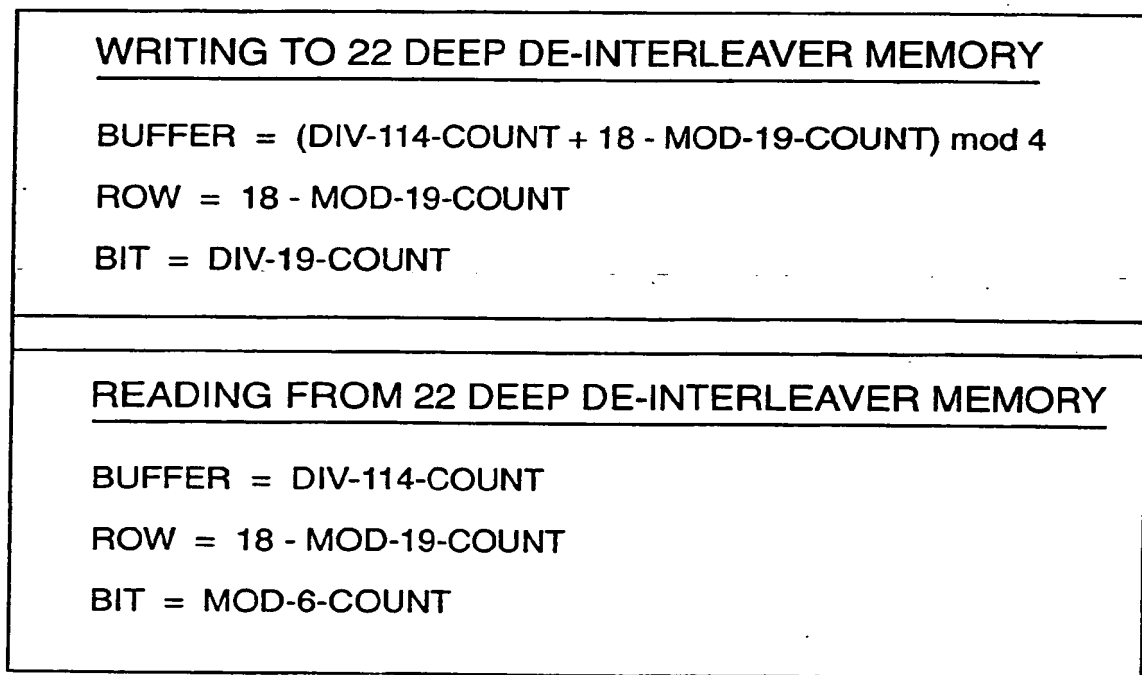 WRITING TO 22 DEEP DE-INTERLEAVER MEMORY
BUFFER = (DIV-114-COUNT + 18 - MOD-19-COUNT) mod 4
ROW = 18 - MOD-19-COUNT
BIT = DIV-19-COUNT
READING FROM 22 DEEP DE-INTERLEAVER MEMORY
BUFFER = DIV-114-COUNT
ROW = 18 - MOD-19-COUNT
BIT = MOD-6-COUNT